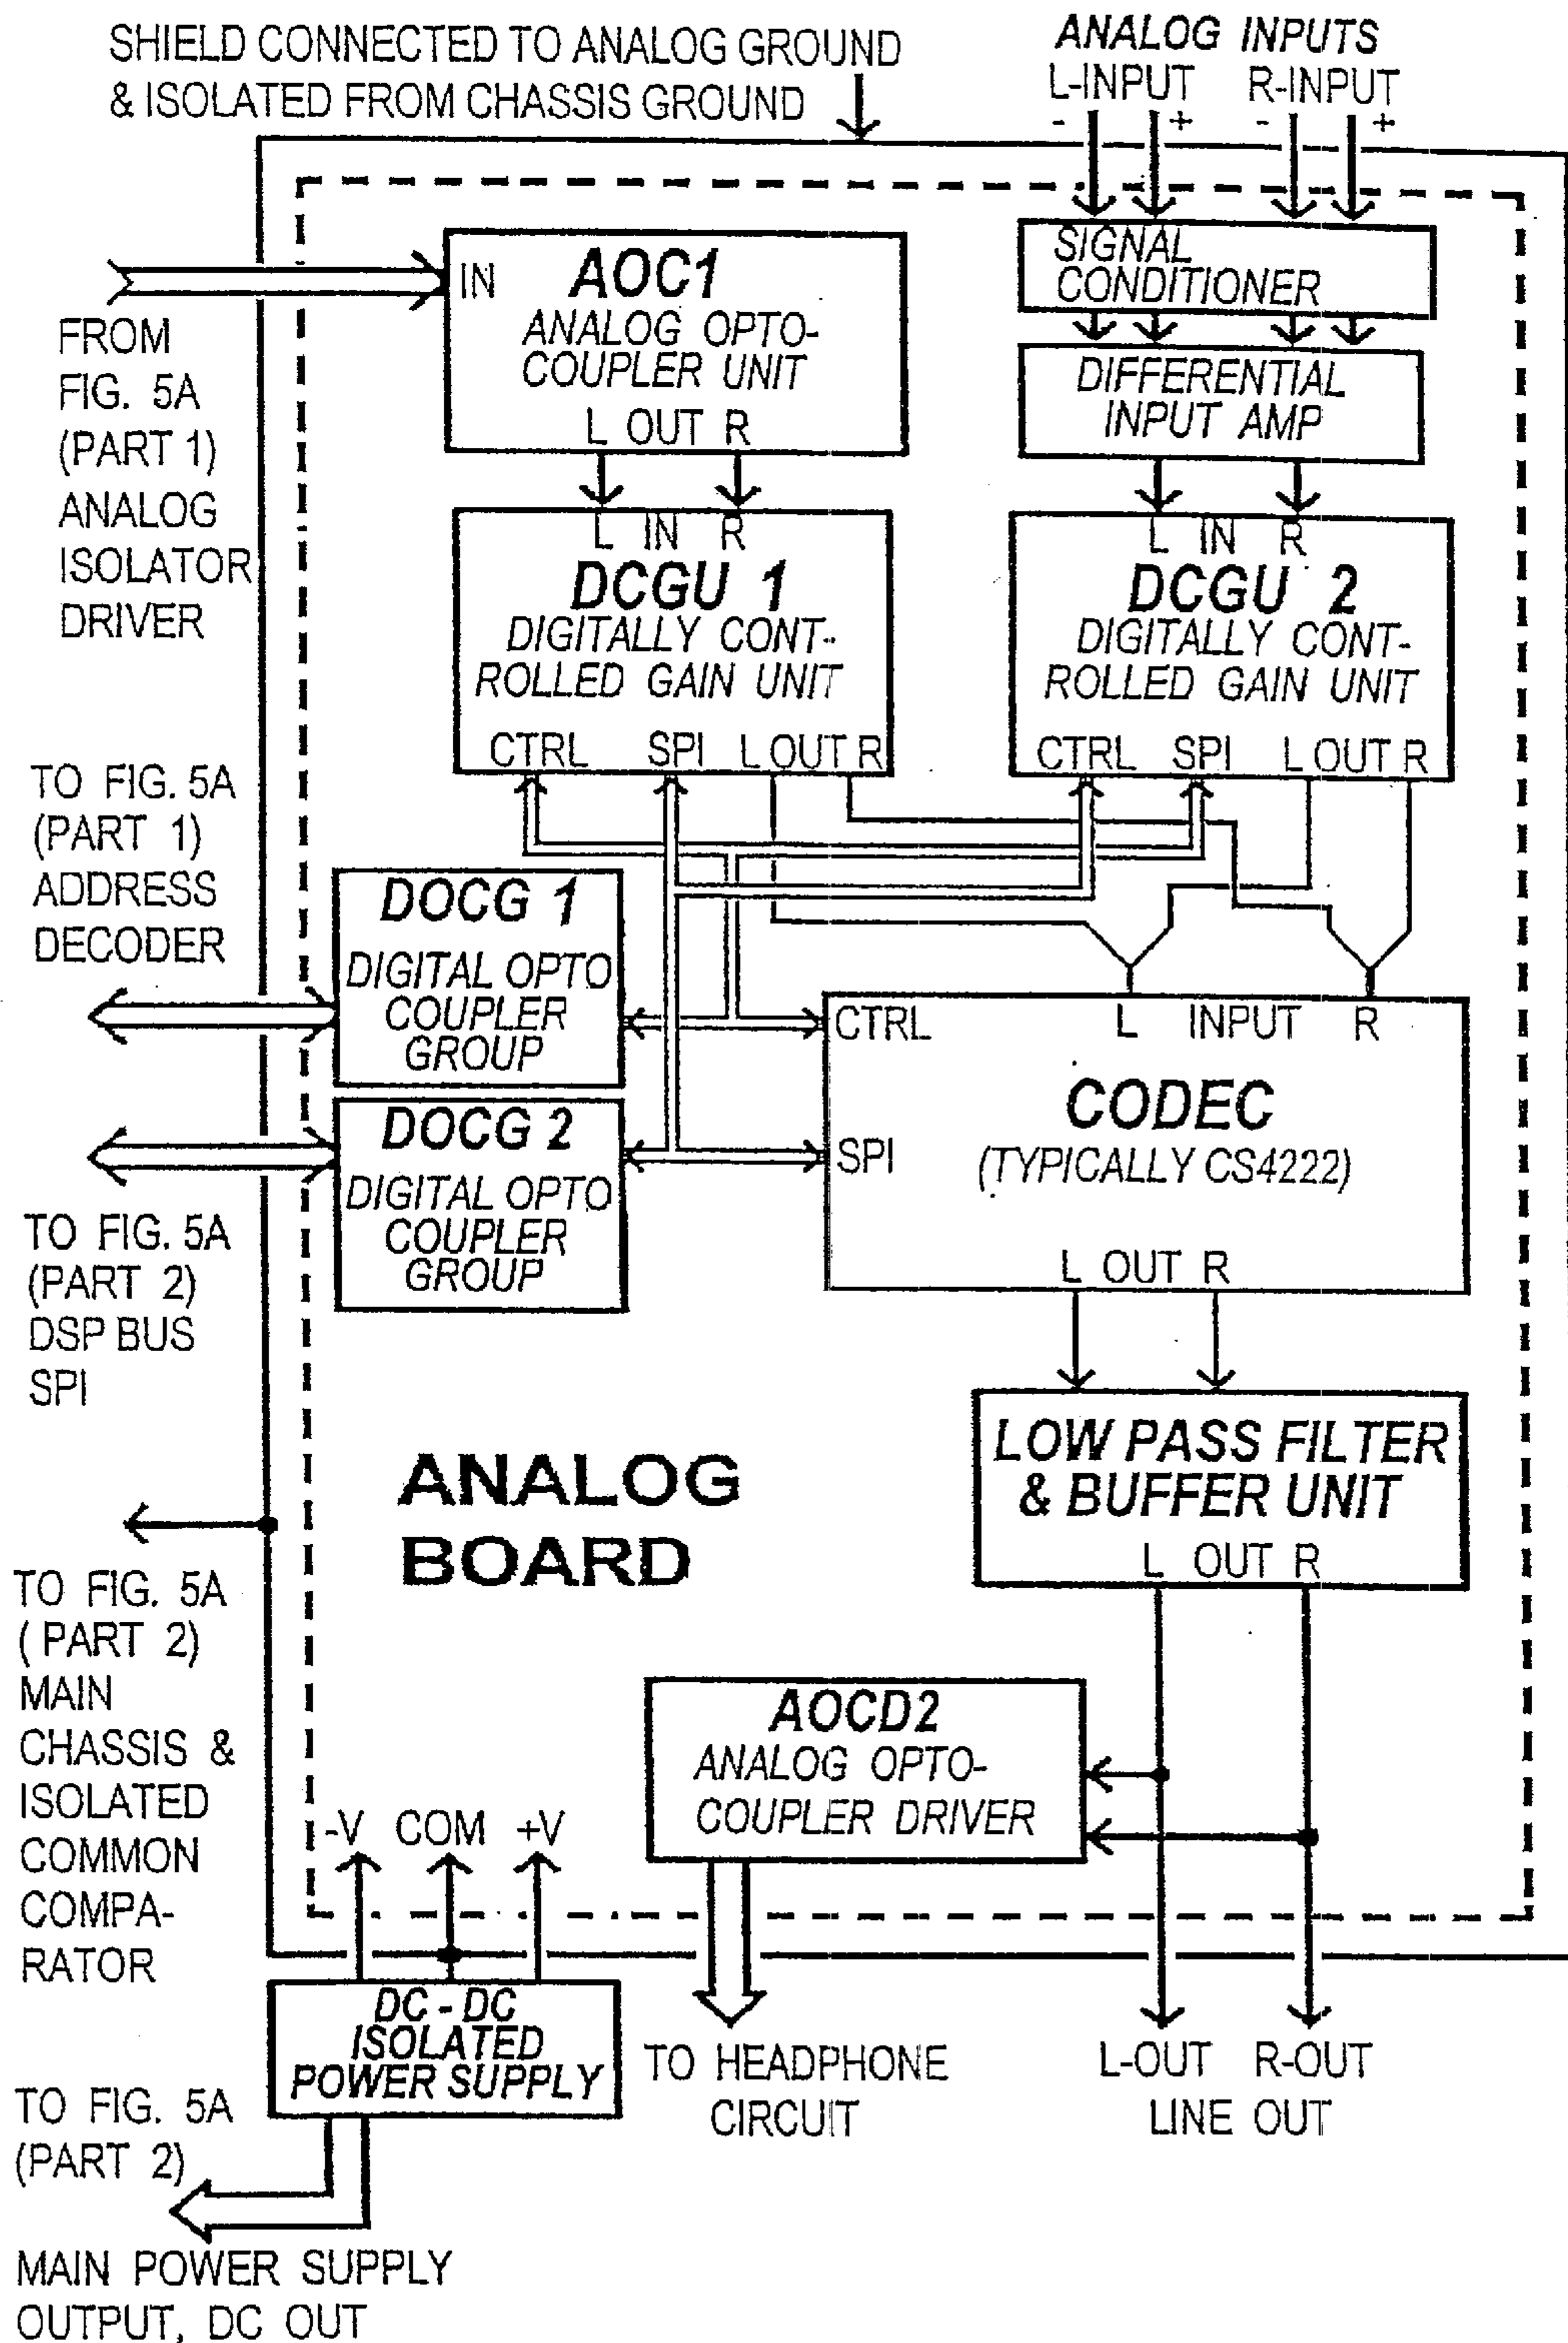 SHIELD CONNECTED TO ANALOG GROUND
& ISOLATED FROM CHASSIS GROUND
ANALOG INPUTS
L-INPUT R-INPUT
- + - +
SIGNAL
CONDITIONER
DIFFERENTIAL
INPUT AMP
IN
AOC1
ANALOG OPTO-
COUPLER UNIT
L OUT R
FROM
FIG. 5A
(PART 1)
ANALOG
ISOLATOR
DRIVER
L IN R
DCGU 1
DIGITALLY CONT-
ROLLED GAIN UNIT
CTRL SPI L OUT R
L IN R
DCGU 2
DIGITALLY CONT-
ROLLED GAIN UNIT
CTRL SPI L OUT R
TO FIG. 5A
(PART 1)
ADDRESS
DECODER
DOCG 1
DIGITAL OPTO
COUPLER
GROUP
DOCG 2
DIGITAL OPTO
COUPLER
GROUP
CTRL L INPUT R
CODEC
SPI
(TYPICALLY CS4222)
L OUT R
TO FIG. 5A
(PART 2)
DSP BUS
SPI
ANALOG
BOARD
LOW PASS FILTER
& BUFFER UNIT
L OUT R
TO FIG. 5A
( PART 2)
MAIN
CHASSIS &
ISOLATED
COMMON
COMPA-
RATOR
AOCD2
ANALOG OPTO-
COUPLER DRIVER
-V COM +V
DC - DC
ISOLATED
POWER SUPPLY
TO HEADPHONE
CIRCUIT
L-OUT R-OUT
LINE OUT
TO FIG. 5A
(PART 2)
MAIN POWER SUPPLY
OUTPUT, DC OUT